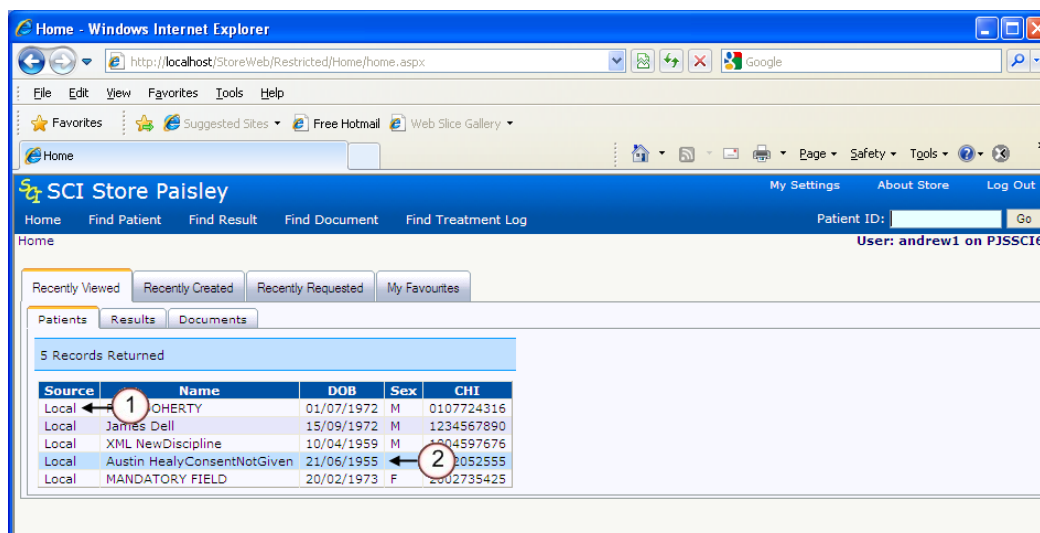 Home - Windows Internet Explorer
http://localhost/StoreWeb/Restricted/Home/home.aspx Google
File Edit View Favorites Tools Help
Favorites Suggested Sites Free Hotmail Web Slice Gallery
Home Page Safety Tools
SCI Store Paisley My Settings About Store Log Out
Home Find Patient Find Result Find Document Find Treatment Log Patient ID: Go
Home User: andrew1 on PJSSCI6
Recently Viewed Recently Created Recently Requested My Favourites
Patients Results Documents
5 Records Returned
Source Name DOB Sex CHI
Local 1 OHERTY 01/07/1972 M 0107724316
Local James Dell 15/09/1972 M 1234567890
Local XML NewDiscipline 10/04/1959 M 1004597676
Local Austin HealyConsentNotGiven 21/06/1955 2 2052555
Local MANDATORY FIELD 20/02/1973 F 2002735425